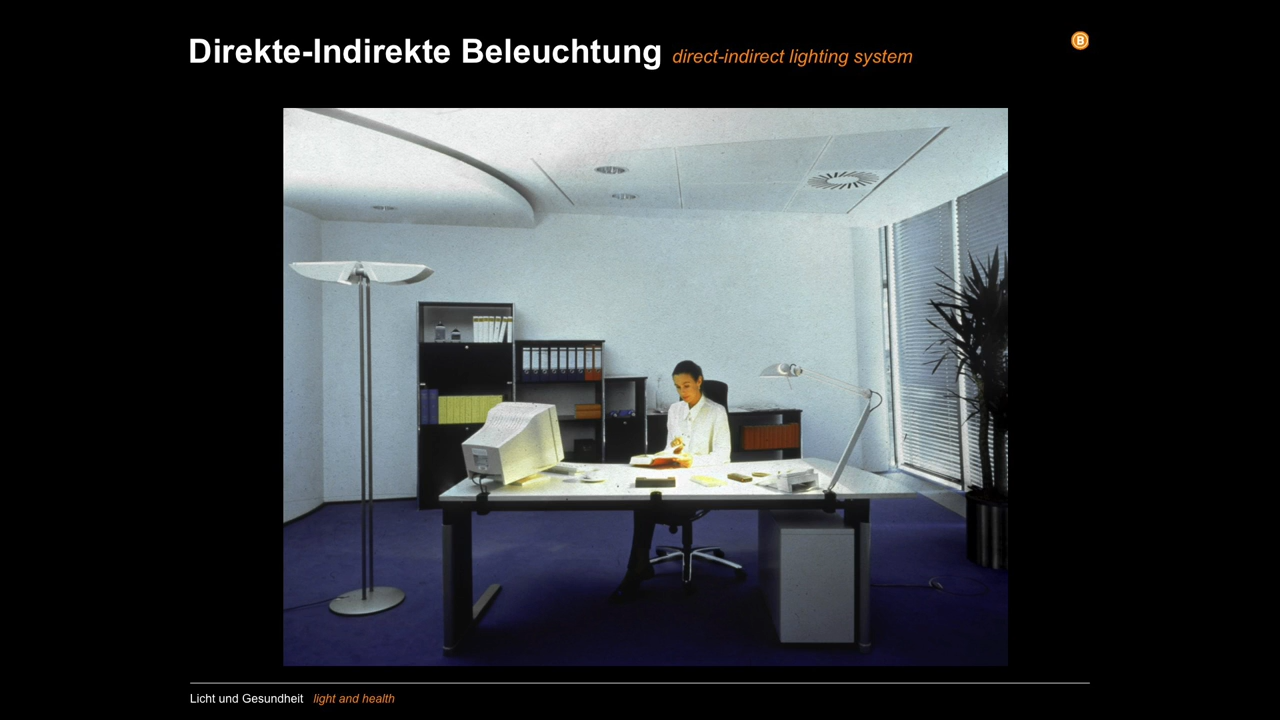 Direkte-Indirekte Beleuchtung direct-indirect lighting system
B
Licht und Gesundheit light and health